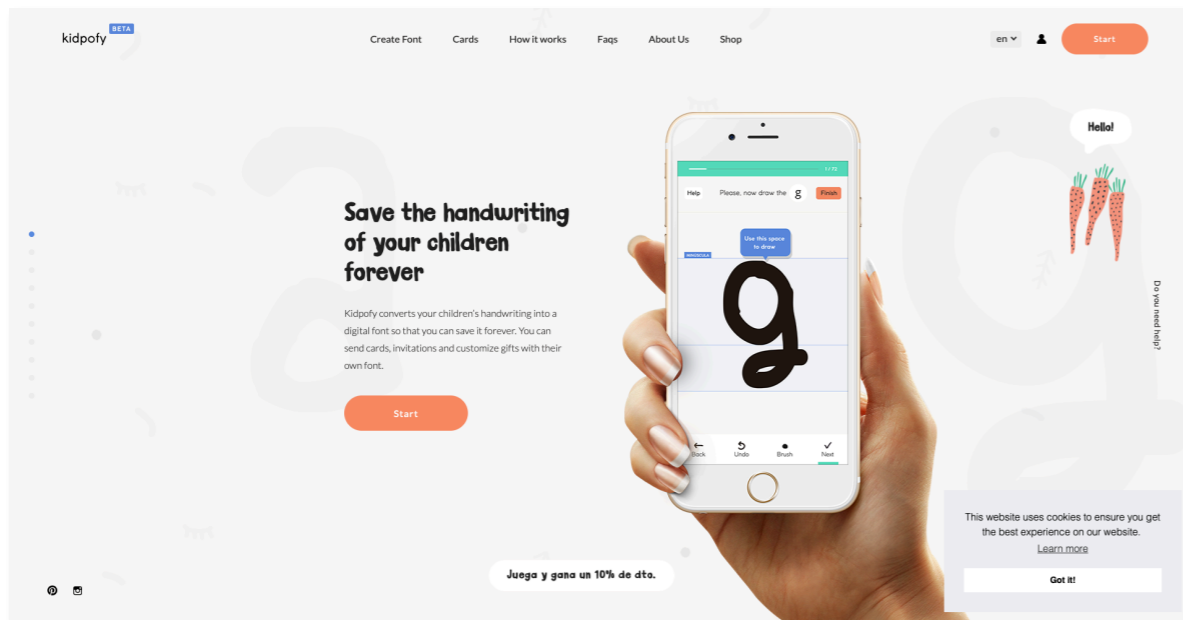 kidpofy
BETA
Create Font
Cards
How it works
Faqs
About Us
Shop
en
Start
Hello!
1 / 72
Help
Please, now draw the g
Finish
Use this space
to draw
MINÚSCULA
g
Save the handwriting
of your children
forever
Kidpofy converts your children's handwriting into a
digital font so that you can save it forever. You can
send cards, invitations and customize gifts with their
own font.
Start
Back
Undo
Brush
Next
Do you need help?
a
g
This website uses cookies to ensure you get
the best experience on our website.
Learn more
Got it!
Juega y gana un 10% de dto.